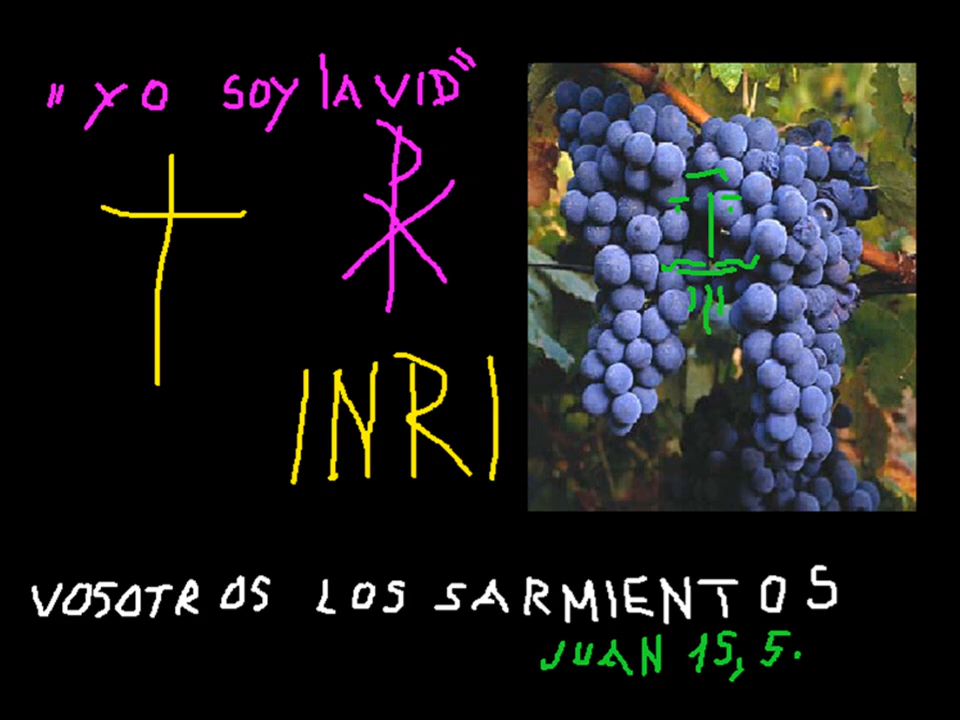 "YO SOY lA VID"
INRI
VOSOTROS LOS SARMIENTOS
JUAN 15, 5.